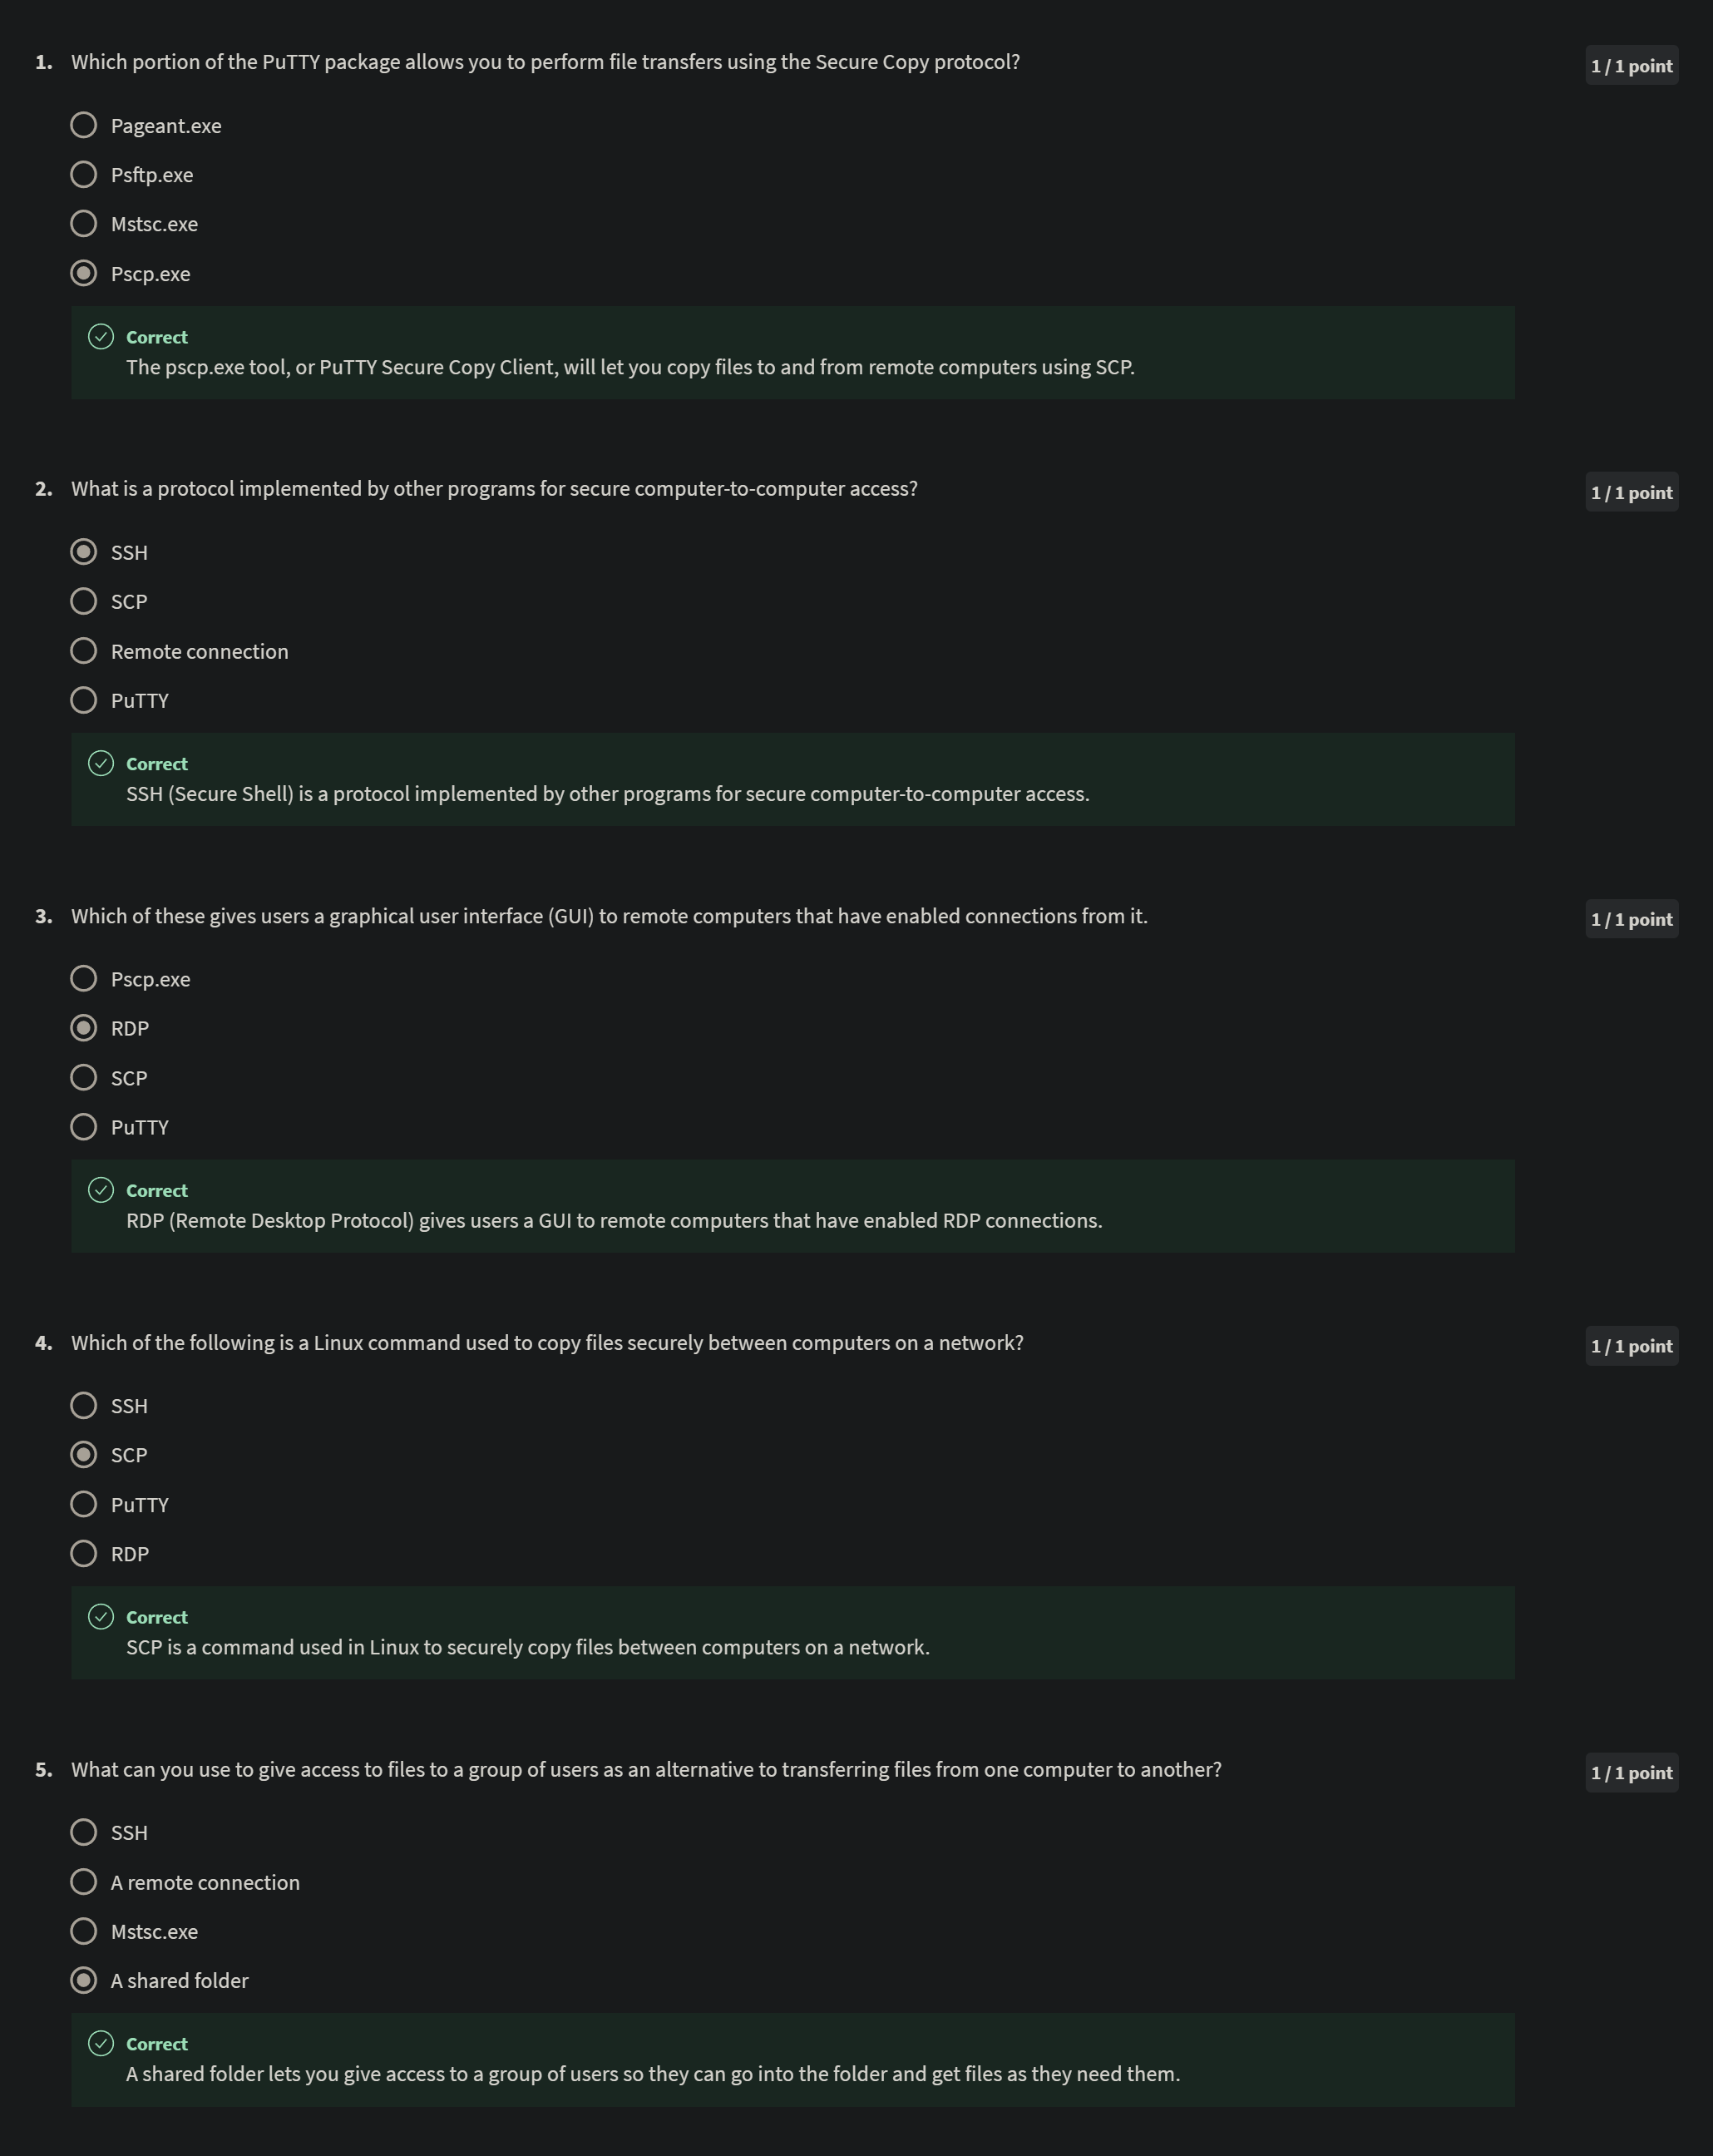 1. Which portion of the PuTTY package allows you to perform file transfers using the Secure Copy protocol?
1 / 1 point
Pageant.exe
Psftp.exe
Mstsc.exe
Pscp.exe
Correct
The pscp.exe tool, or PuTTY Secure Copy Client, will let you copy files to and from remote computers using SCP.
2. What is a protocol implemented by other programs for secure computer-to-computer access?
1 / 1 point
SSH
SCP
Remote connection
PuTTY
Correct
SSH (Secure Shell) is a protocol implemented by other programs for secure computer-to-computer access.
3. Which of these gives users a graphical user interface (GUI) to remote computers that have enabled connections from it.
1 / 1 point
Pscp.exe
RDP
SCP
PuTTY
Correct
RDP (Remote Desktop Protocol) gives users a GUI to remote computers that have enabled RDP connections.
4. Which of the following is a Linux command used to copy files securely between computers on a network?
1 / 1 point
SSH
SCP
PuTTY
RDP
Correct
SCP is a command used in Linux to securely copy files between computers on a network.
5. What can you use to give access to files to a group of users as an alternative to transferring files from one computer to another?
1 / 1 point
SSH
A remote connection
Mstsc.exe
A shared folder
Correct
A shared folder lets you give access to a group of users so they can go into the folder and get files as they need them.